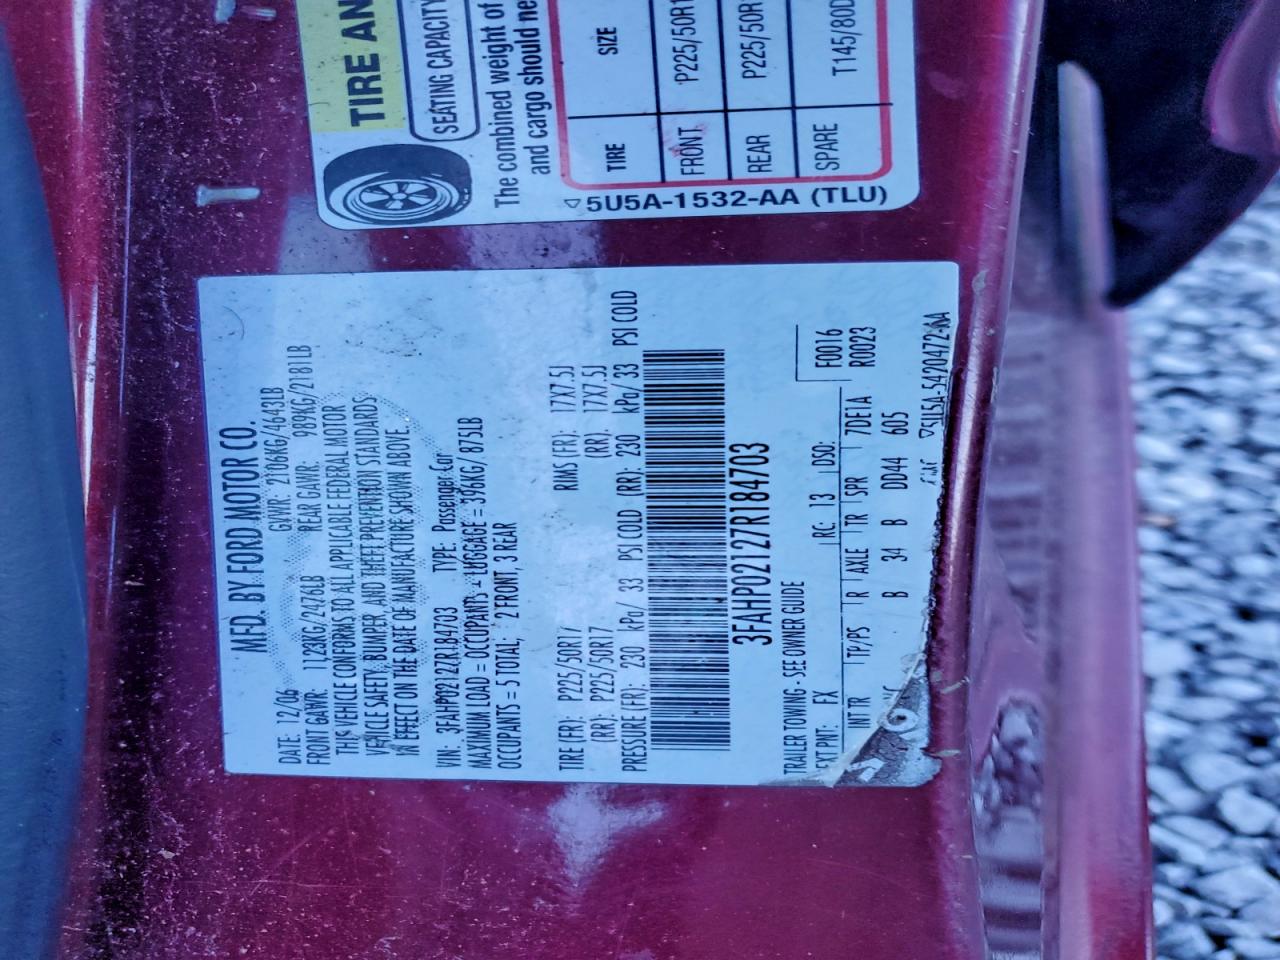 TIRE AN
SEATING CAPACITY
The combined weight of
and cargo should ne
TIRE SIZE
FRONT P225/50R1
REAR P225/50R1
SPARE T145/80D
5U5A-1532-AA (TLU)
MFD. BY FORD MOTOR CO.
DATE: 12/06 GVWR: 2106KG/4643LB
FRONT GAWR: 1123KG/2476LB REAR GAWR: 989KG/2181LB
THIS VEHICLE CONFORMS TO ALL APPLICABLE FEDERAL MOTOR
VEHICLE SAFETY, BUMPER, AND THEFT PREVENTION STANDARDS
IN EFFECT ON THE DATE OF MANUFACTURE SHOWN ABOVE.
VIN: 3FAHP02127R184703 TYPE: Passenger Car
MAXIMUM LOAD = OCCUPANTS + LUGGAGE = 396KG/ 875LB
OCCUPANTS = 5 TOTAL, 2 FRONT, 3 REAR
TIRE (FR): P225/50R17 RIMS (FR): 17X7.5J
(RR): P225/50R17 (RR): 17X7.5J
PRESSURE (FR): 230 kPa/ 33 PSI COLD (RR): 230 kPa/ 33 PSI COLD
3FAHP02127R184703
TRAILER TOWING - SEE OWNER GUIDE
EXT PNT: FX RC: 13 DSO: F0016
INT TR TP/PS R AXLE TR SPR 7DE1A R0023
B 34 B DD44 605
5U5A-5420472-AA